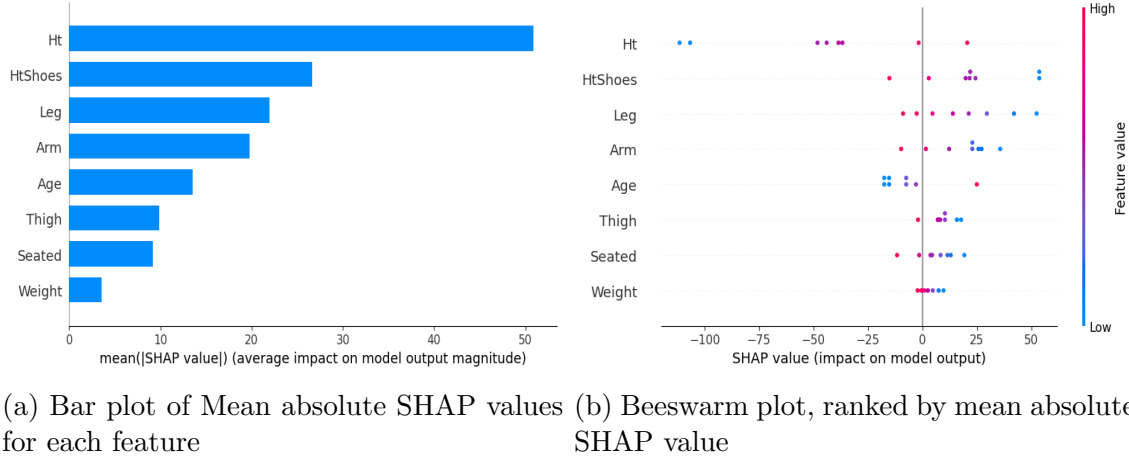 Ht
HtShoes
Leg
Arm
Age
Thigh
Seated
Weight
0 10 20 30 40 50
mean(|SHAP value|) (average impact on model output magnitude)
(a) Bar plot of Mean absolute SHAP values
for each feature
High
Ht
HtShoes
Leg
Arm
Age
Thigh
Seated
Weight
Low
Feature value
−100 −75 −50 −25 0 25 50
SHAP value (impact on model output)
(b) Beeswarm plot, ranked by mean absolute
SHAP value